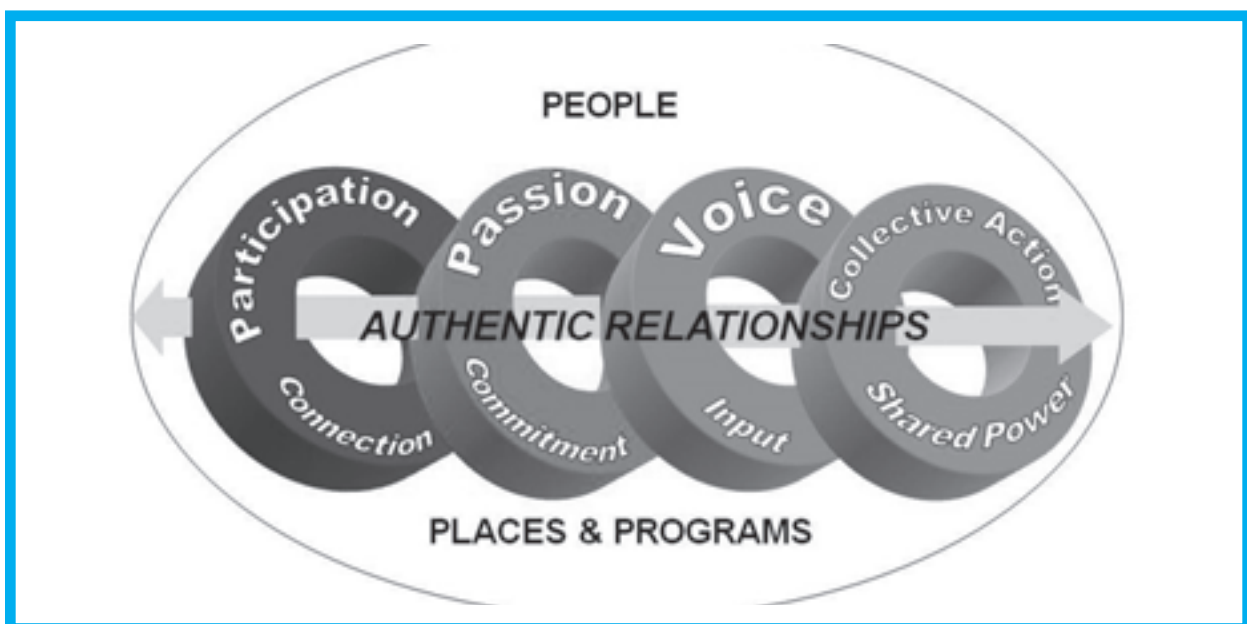 PEOPLE
Participation
Connection
Passion
Commitment
Voice
Input
Collective Action
Shared Power
AUTHENTIC RELATIONSHIPS
PLACES & PROGRAMS